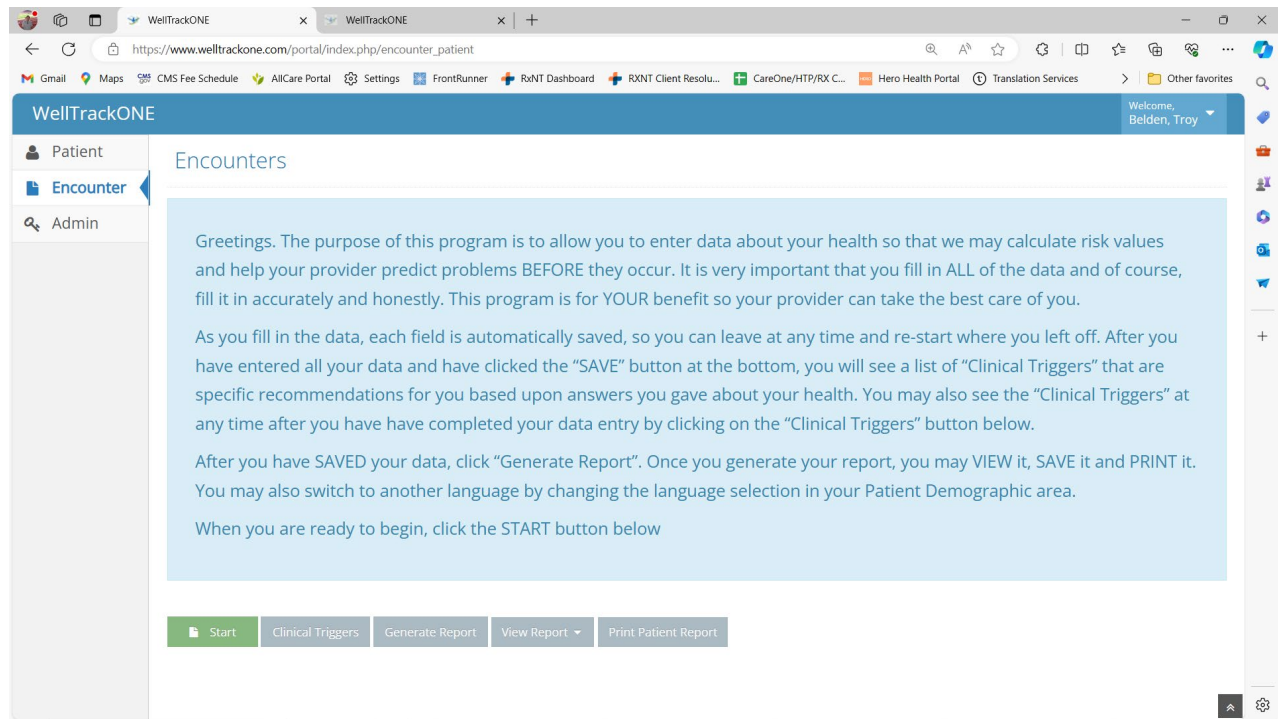 WellTrackONE
WellTrackONE
https://www.welltrackone.com/portal/index.php/encounter_patient
Gmail Maps CMS Fee Schedule AllCare Portal Settings FrontRunner RxNT Dashboard RXNT Client Resolu... CareOne/HTP/RX C... Hero Health Portal Translation Services Other favorites
WellTrackONE
Welcome,
Belden, Troy
Patient
Encounter
Admin
Encounters
Greetings. The purpose of this program is to allow you to enter data about your health so that we may calculate risk values
and help your provider predict problems BEFORE they occur. It is very important that you fill in ALL of the data and of course,
fill it in accurately and honestly. This program is for YOUR benefit so your provider can take the best care of you.
As you fill in the data, each field is automatically saved, so you can leave at any time and re-start where you left off. After you
have entered all your data and have clicked the “SAVE” button at the bottom, you will see a list of “Clinical Triggers” that are
specific recommendations for you based upon answers you gave about your health. You may also see the “Clinical Triggers” at
any time after you have have completed your data entry by clicking on the “Clinical Triggers” button below.
After you have SAVED your data, click “Generate Report”. Once you generate your report, you may VIEW it, SAVE it and PRINT it.
You may also switch to another language by changing the language selection in your Patient Demographic area.
When you are ready to begin, click the START button below
Start Clinical Triggers Generate Report View Report Print Patient Report